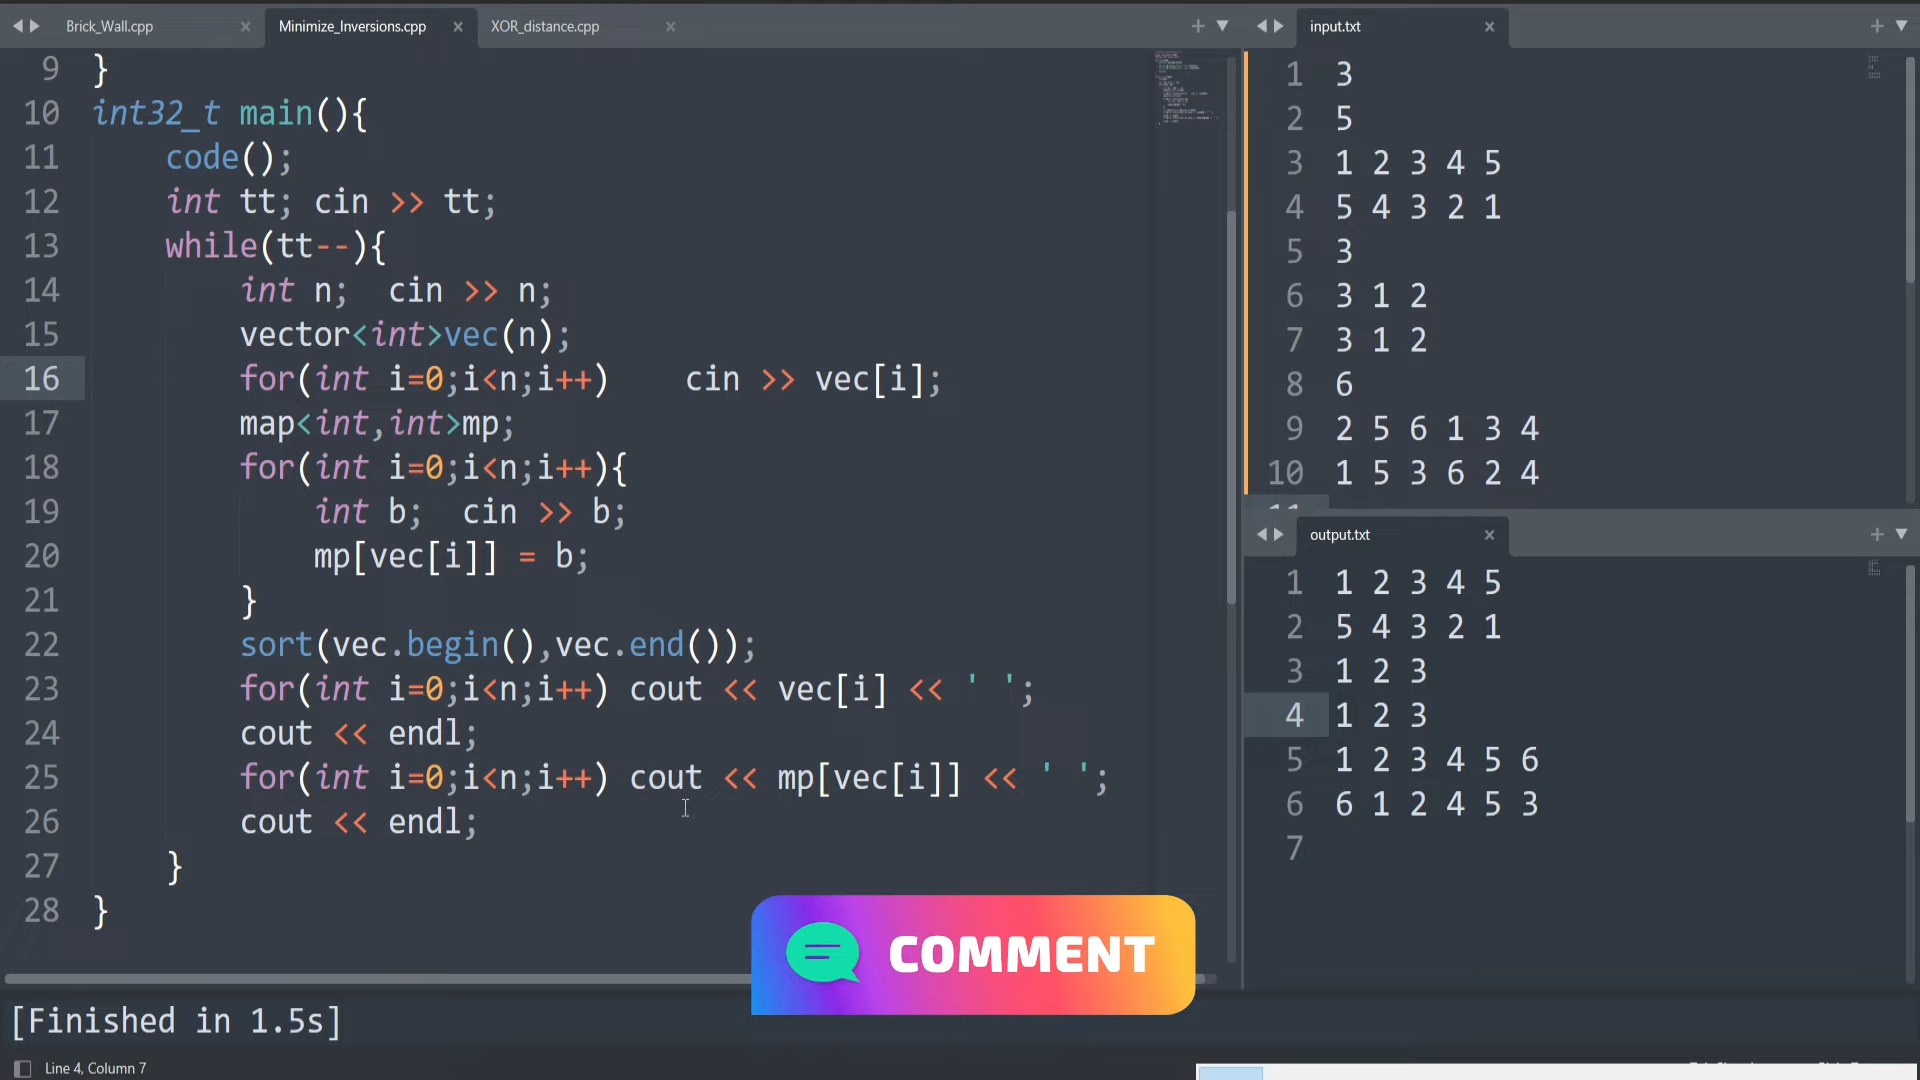 Brick_Wall.cpp × Minimize_Inversions.cpp × XOR_distance.cpp × +
9 }
10 int32_t main(){
11 code();
12 int tt; cin >> tt;
13 while(tt--){
14 int n;  cin >> n;
15 vector<int>vec(n);
16 for(int i=0;i<n;i++)    cin >> vec[i];
17 map<int,int>mp;
18 for(int i=0;i<n;i++){
19 int b;  cin >> b;
20 mp[vec[i]] = b;
21 }
22 sort(vec.begin(),vec.end());
23 for(int i=0;i<n;i++) cout << vec[i] << ' ';
24 cout << endl;
25 for(int i=0;i<n;i++) cout << mp[vec[i]] << ' ';
26 cout << endl;
27 }
28 }
input.txt × +
1 3
2 5
3 1 2 3 4 5
4 5 4 3 2 1
5 3
6 3 1 2
7 3 1 2
8 6
9 2 5 6 1 3 4
10 1 5 3 6 2 4
output.txt × +
1 1 2 3 4 5
2 5 4 3 2 1
3 1 2 3
4 1 2 3
5 1 2 3 4 5 6
6 6 1 2 4 5 3
7
COMMENT
[Finished in 1.5s]
Line 4, Column 7